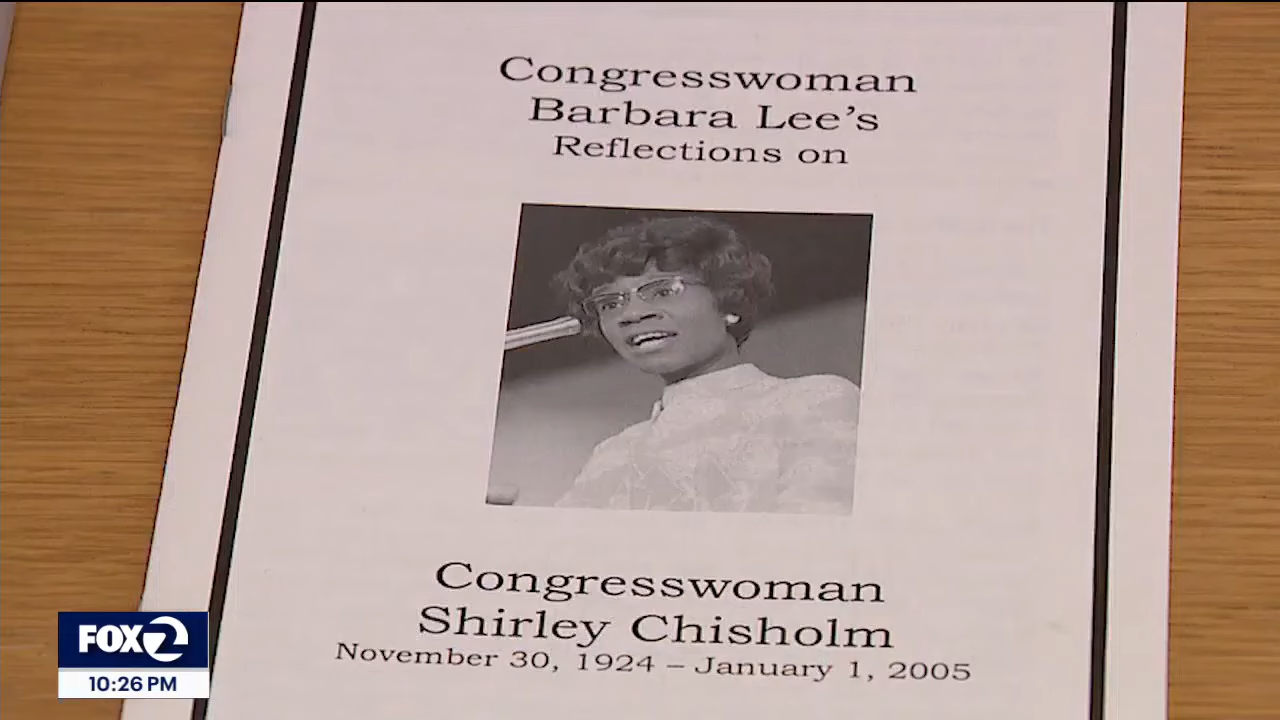 Congresswoman
Barbara Lee's
Reflections on
Congresswoman
Shirley Chisholm
November 30, 1924 – January 1, 2005
FOX 2
10:26 PM